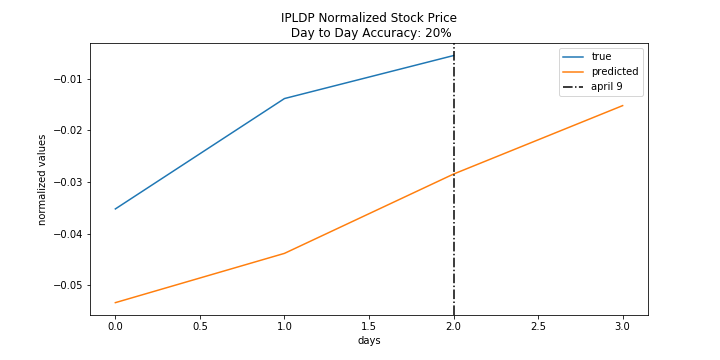 IPLDP Normalized Stock Price
Day to Day Accuracy: 20%
true
predicted
april 9
normalized values
−0.01
−0.02
−0.03
−0.04
−0.05
0.0 0.5 1.0 1.5 2.0 2.5 3.0
days